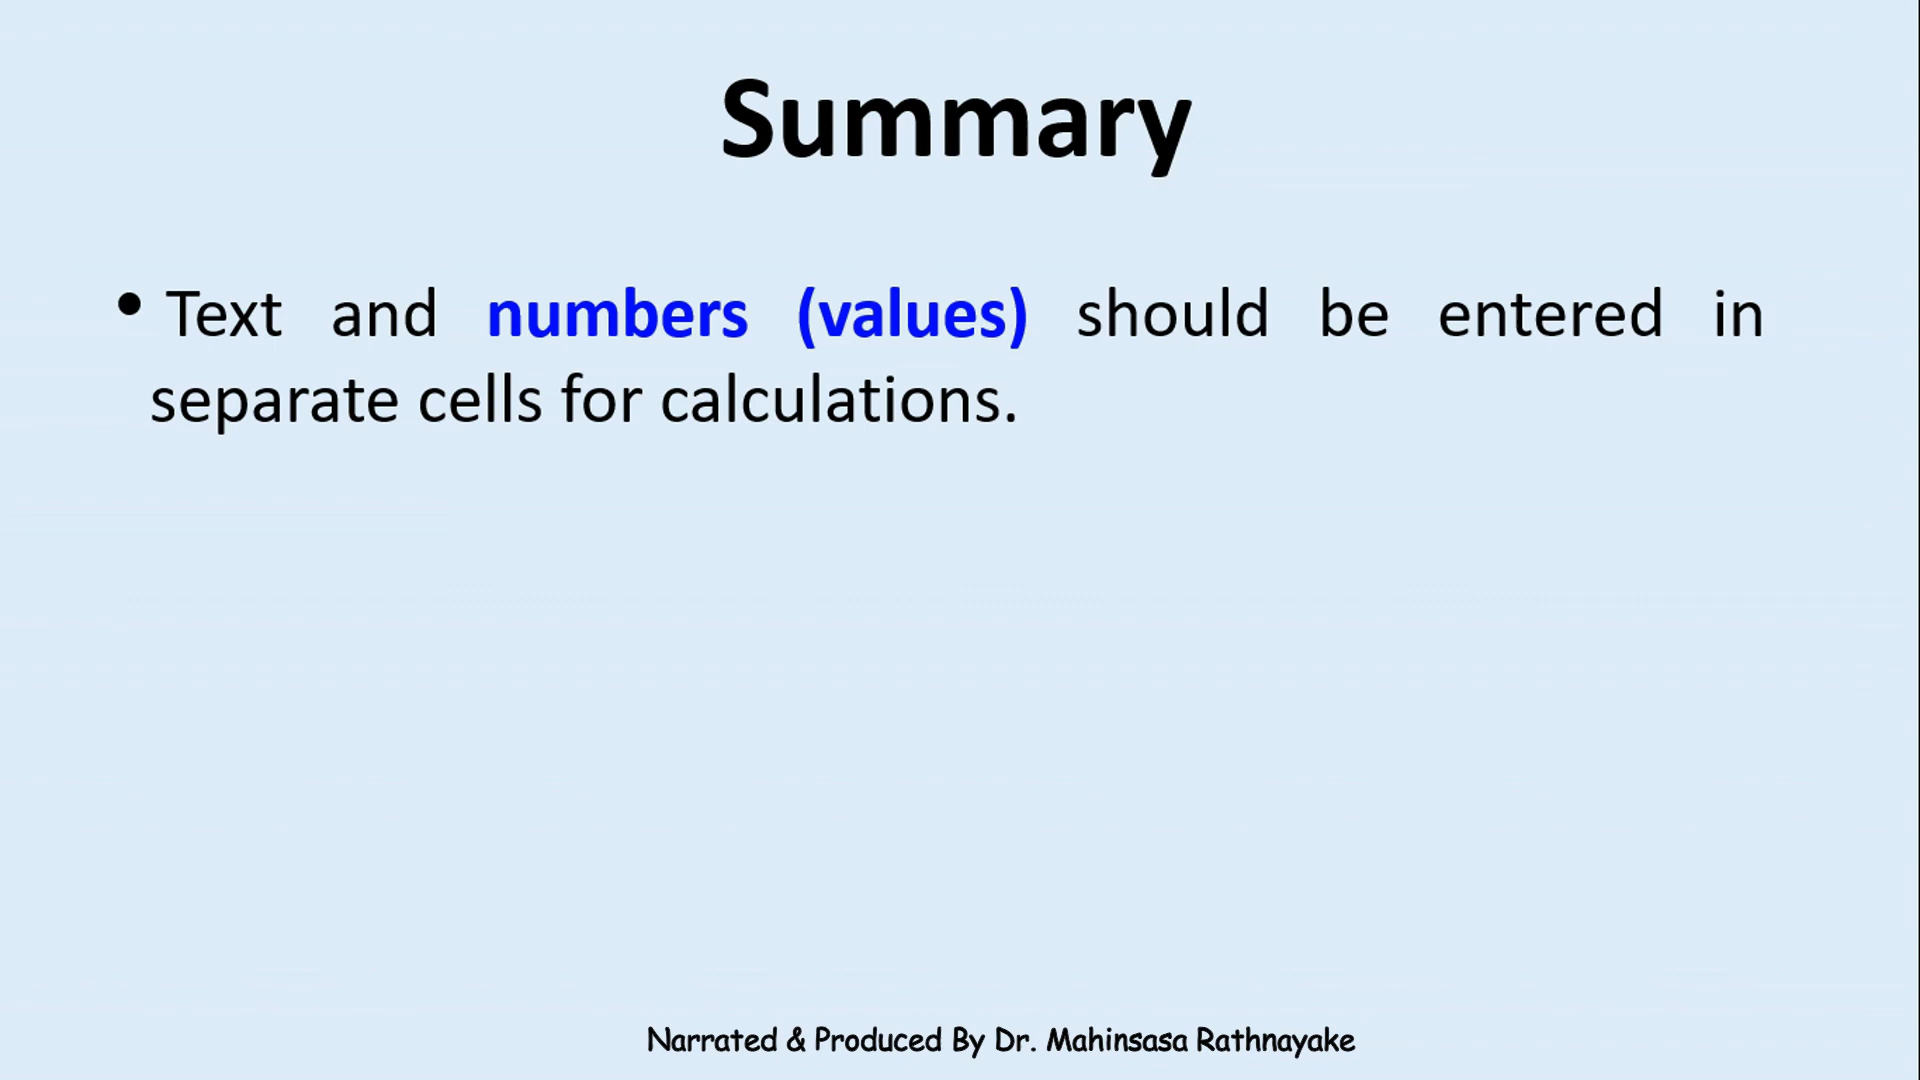 Summary
• Text and numbers (values) should be entered in
separate cells for calculations.
Narrated & Produced By Dr. Mahinsasa Rathnayake